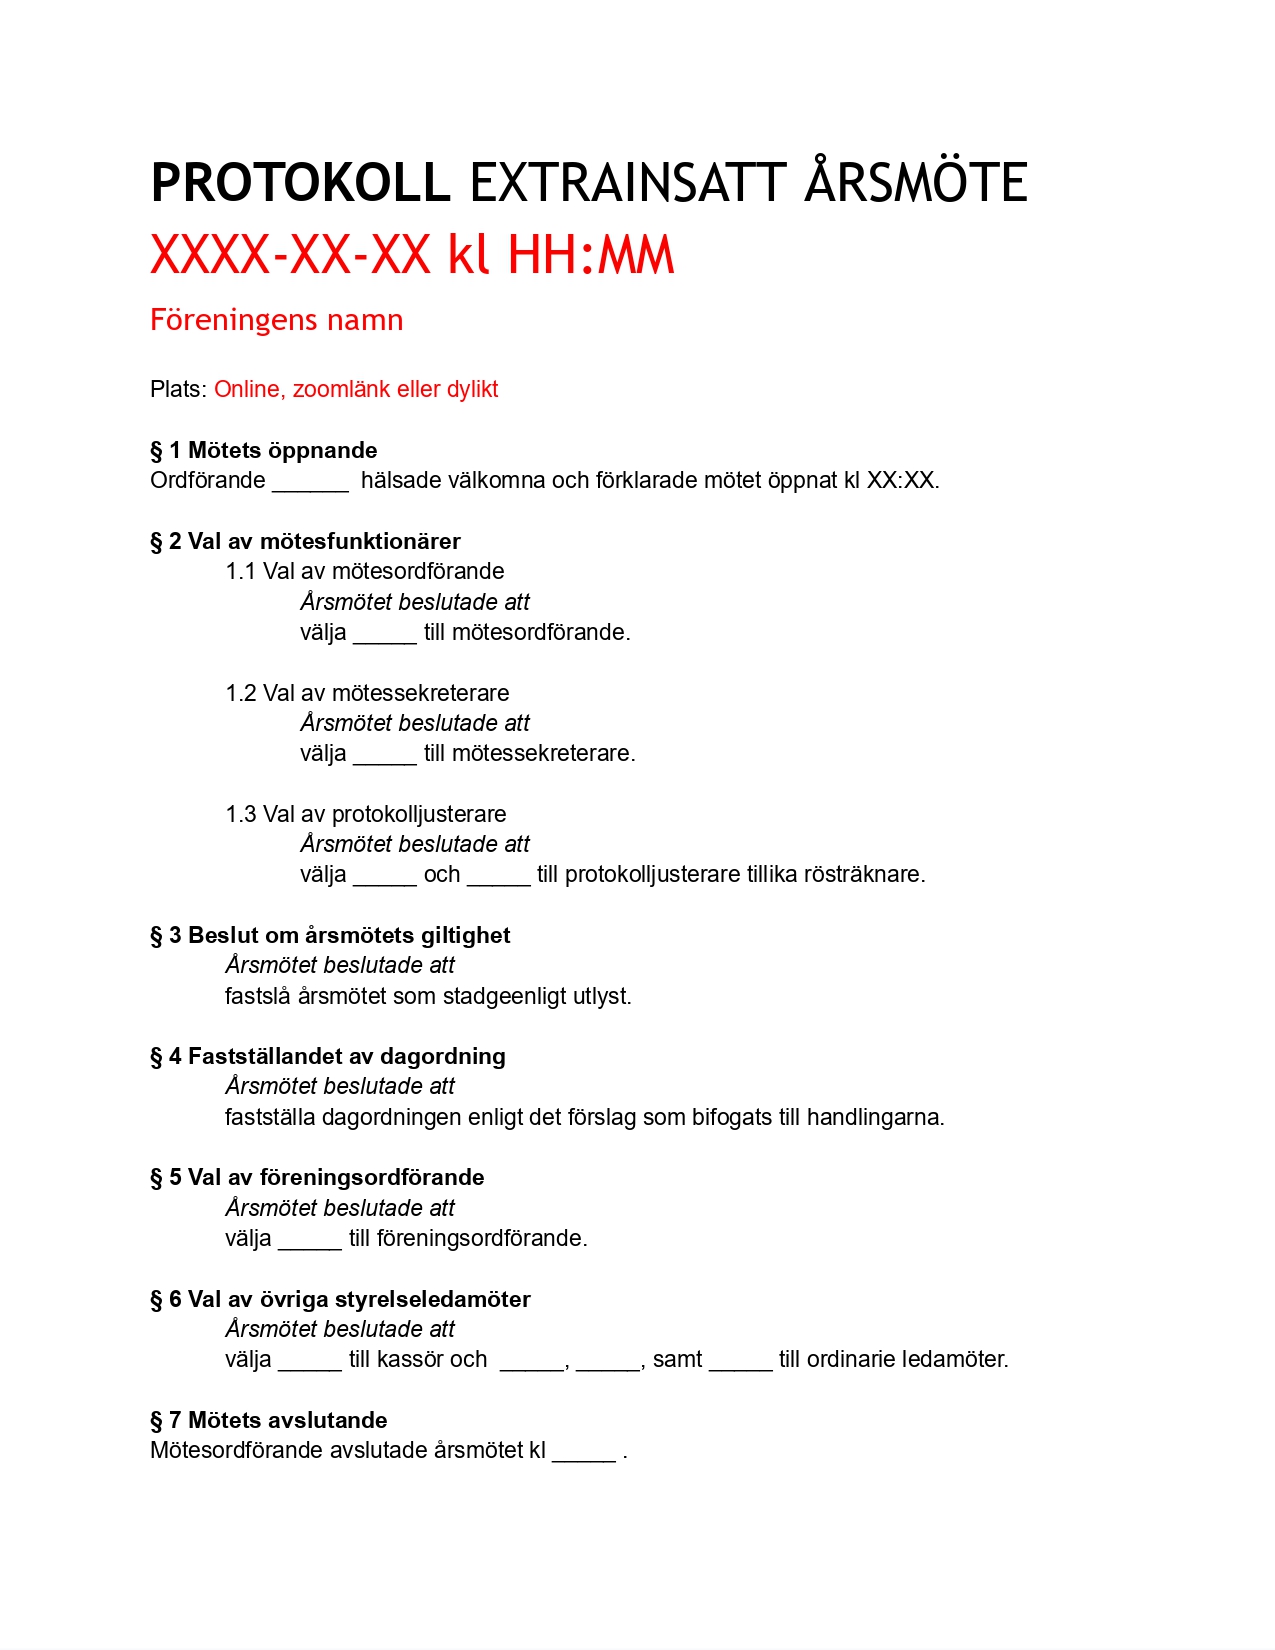 PROTOKOLL EXTRAINSATT ÅRSMÖTE
XXXX-XX-XX kl HH:MM
Föreningens namn
Plats: Online, zoomlänk eller dylikt
§ 1 Mötets öppnande
Ordförande ______  hälsade välkomna och förklarade mötet öppnat kl XX:XX.
§ 2 Val av mötesfunktionärer
1.1 Val av mötesordförande
Årsmötet beslutade att
välja _____ till mötesordförande.
1.2 Val av mötessekreterare
Årsmötet beslutade att
välja _____ till mötessekreterare.
1.3 Val av protokolljusterare
Årsmötet beslutade att
välja _____ och _____ till protokolljusterare tillika rösträknare.
§ 3 Beslut om årsmötets giltighet
Årsmötet beslutade att
fastslå årsmötet som stadgeenligt utlyst.
§ 4 Fastställandet av dagordning
Årsmötet beslutade att
fastställa dagordningen enligt det förslag som bifogats till handlingarna.
§ 5 Val av föreningsordförande
Årsmötet beslutade att
välja _____ till föreningsordförande.
§ 6 Val av övriga styrelseledamöter
Årsmötet beslutade att
välja _____ till kassör och  _____, _____, samt _____ till ordinarie ledamöter.
§ 7 Mötets avslutande
Mötesordförande avslutade årsmötet kl _____ .